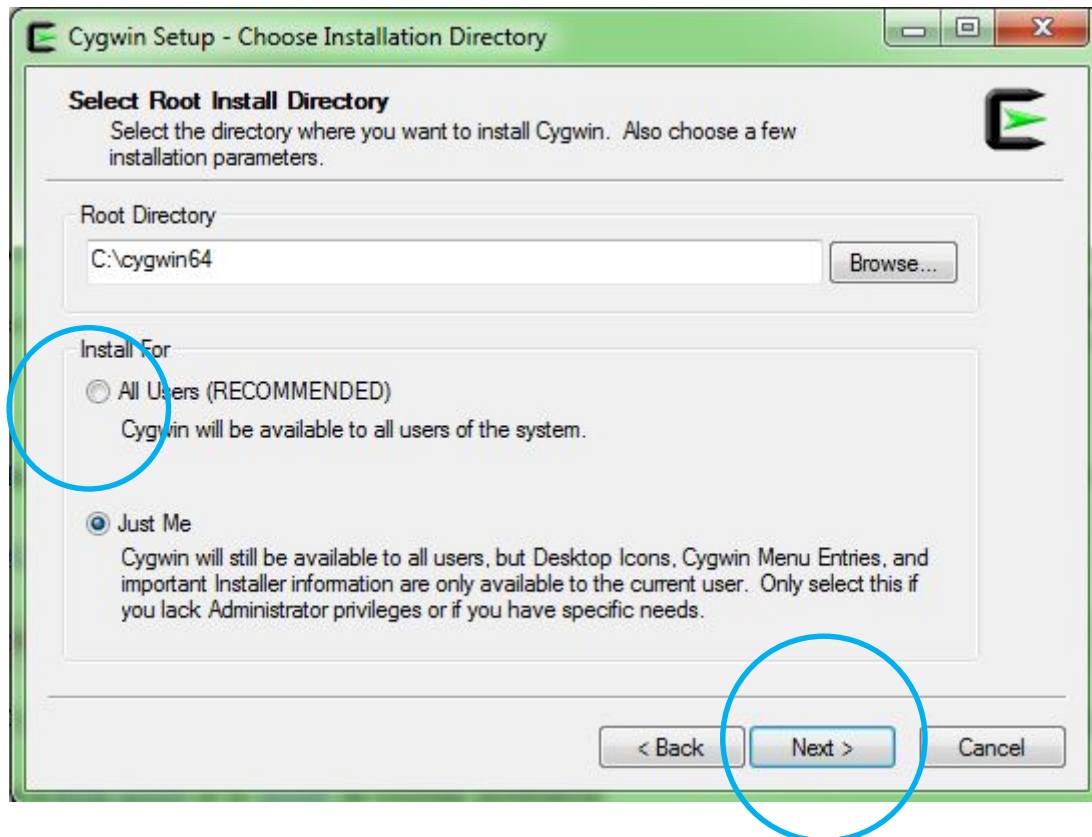 Cygwin Setup - Choose Installation Directory
Select Root Install Directory
Select the directory where you want to install Cygwin. Also choose a few
installation parameters.
Root Directory
C:\cygwin64
Browse...
Install For
All Users (RECOMMENDED)
Cygwin will be available to all users of the system.
Just Me
Cygwin will still be available to all users, but Desktop Icons, Cygwin Menu Entries, and
important Installer information are only available to the current user. Only select this if
you lack Administrator privileges or if you have specific needs.
< Back Next > Cancel